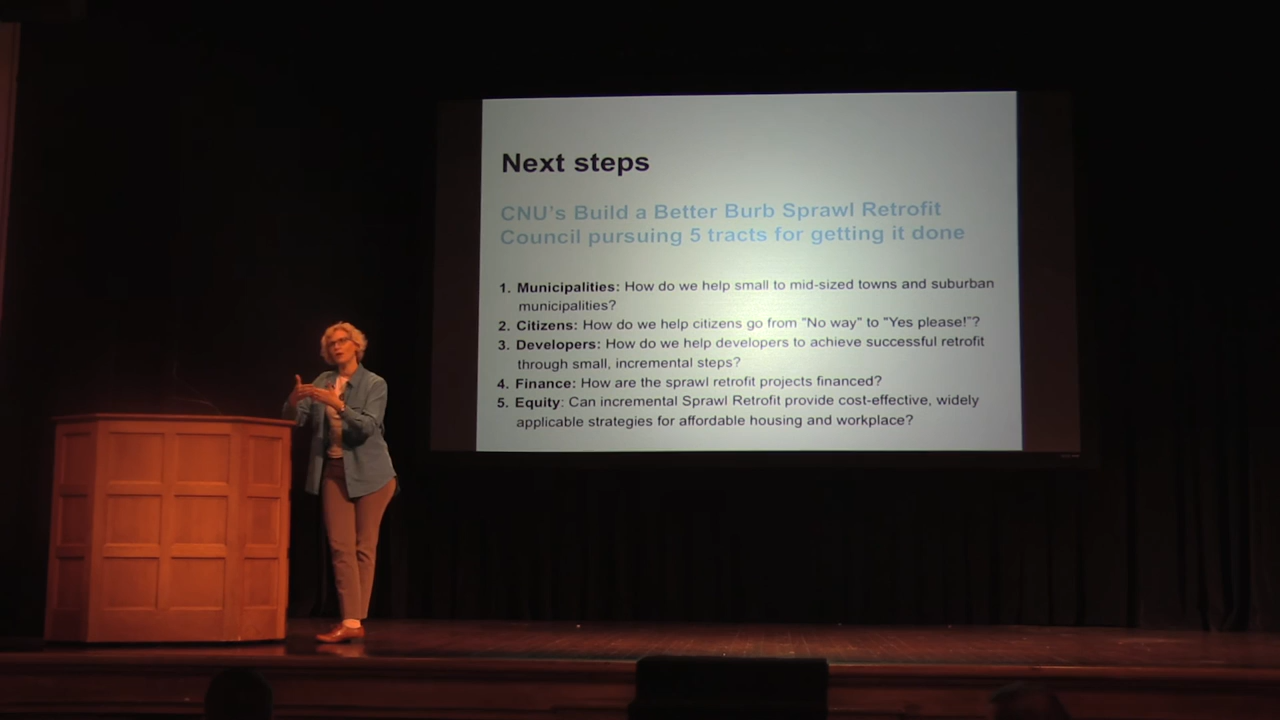 Next steps
CNU's Build a Better Burb Sprawl Retrofit
Council pursuing 5 tracts for getting it done
1. Municipalities: How do we help small to mid-sized towns and suburban
municipalities?
2. Citizens: How do we help citizens go from "No way" to "Yes please!"?
3. Developers: How do we help developers to achieve successful retrofit
through small, incremental steps?
4. Finance: How are the sprawl retrofit projects financed?
5. Equity: Can incremental Sprawl Retrofit provide cost-effective, widely
applicable strategies for affordable housing and workplace?